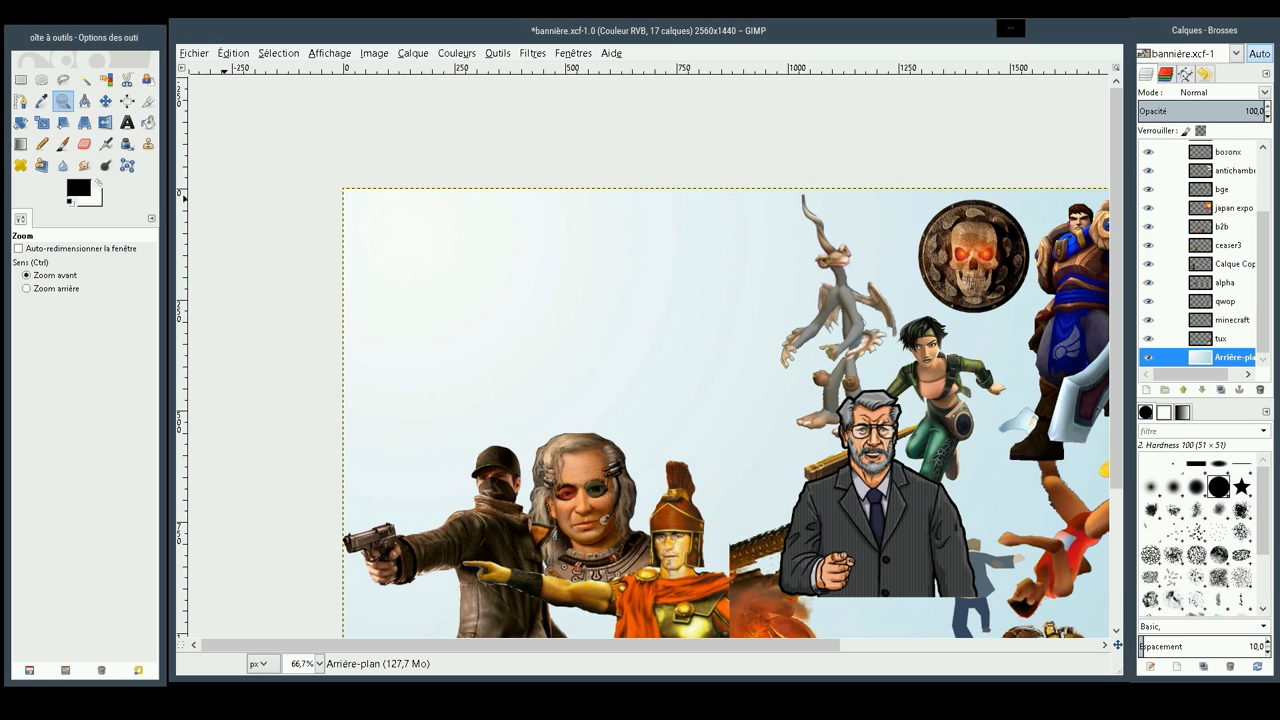 oîte à outils - Options des outi
*bannière.xcf-1.0 (Couleur RVB, 17 calques) 2560x1440 – GIMP
Calques - Brosses
Fichier Édition Sélection Affichage Image Calque Couleurs Outils Filtres Fenêtres Aide
bannière.xcf-1
Auto
-250 0 250 500 750 1000 1250 1500
Mode : Normal
Opacité 100,0
Verrouiller :
bosonx
antichambre
bge
japan expo
b2b
ceaser3
Calque Cop
alpha
qwop
minecraft
tux
Arrière-pla
Zoom
Auto-redimensionner la fenêtre
Sens (Ctrl)
Zoom avant
Zoom arrière
filtre
2. Hardness 100 (51 × 51)
Basic,
Espacement 10,0
px
66,7%
Arrière-plan (127,7 Mo)